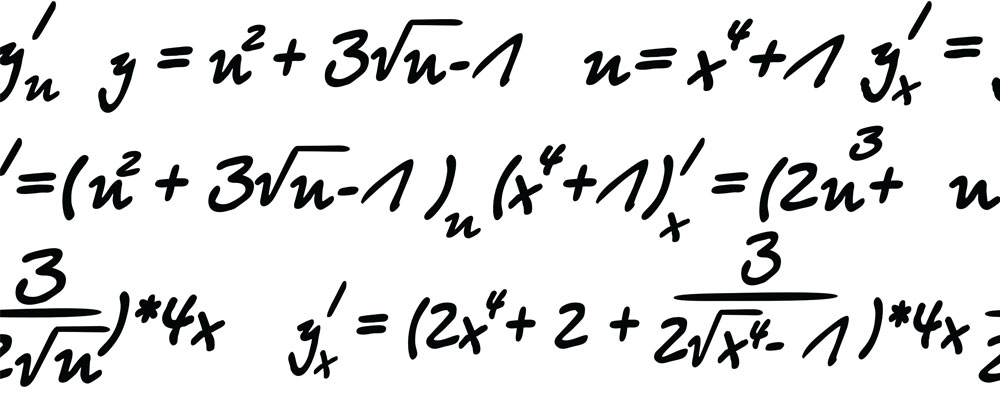 y'ᵤ y = u² + 3√u-1 u = x⁴+1 y'ₓ =
'=(u² + 3√u-1)ᵤ (x⁴+1)'ₓ = (2u³+ u
3/2√u)*4x y'ₓ = (2x⁴+ 2 + 3/2√x⁴-1)*4x